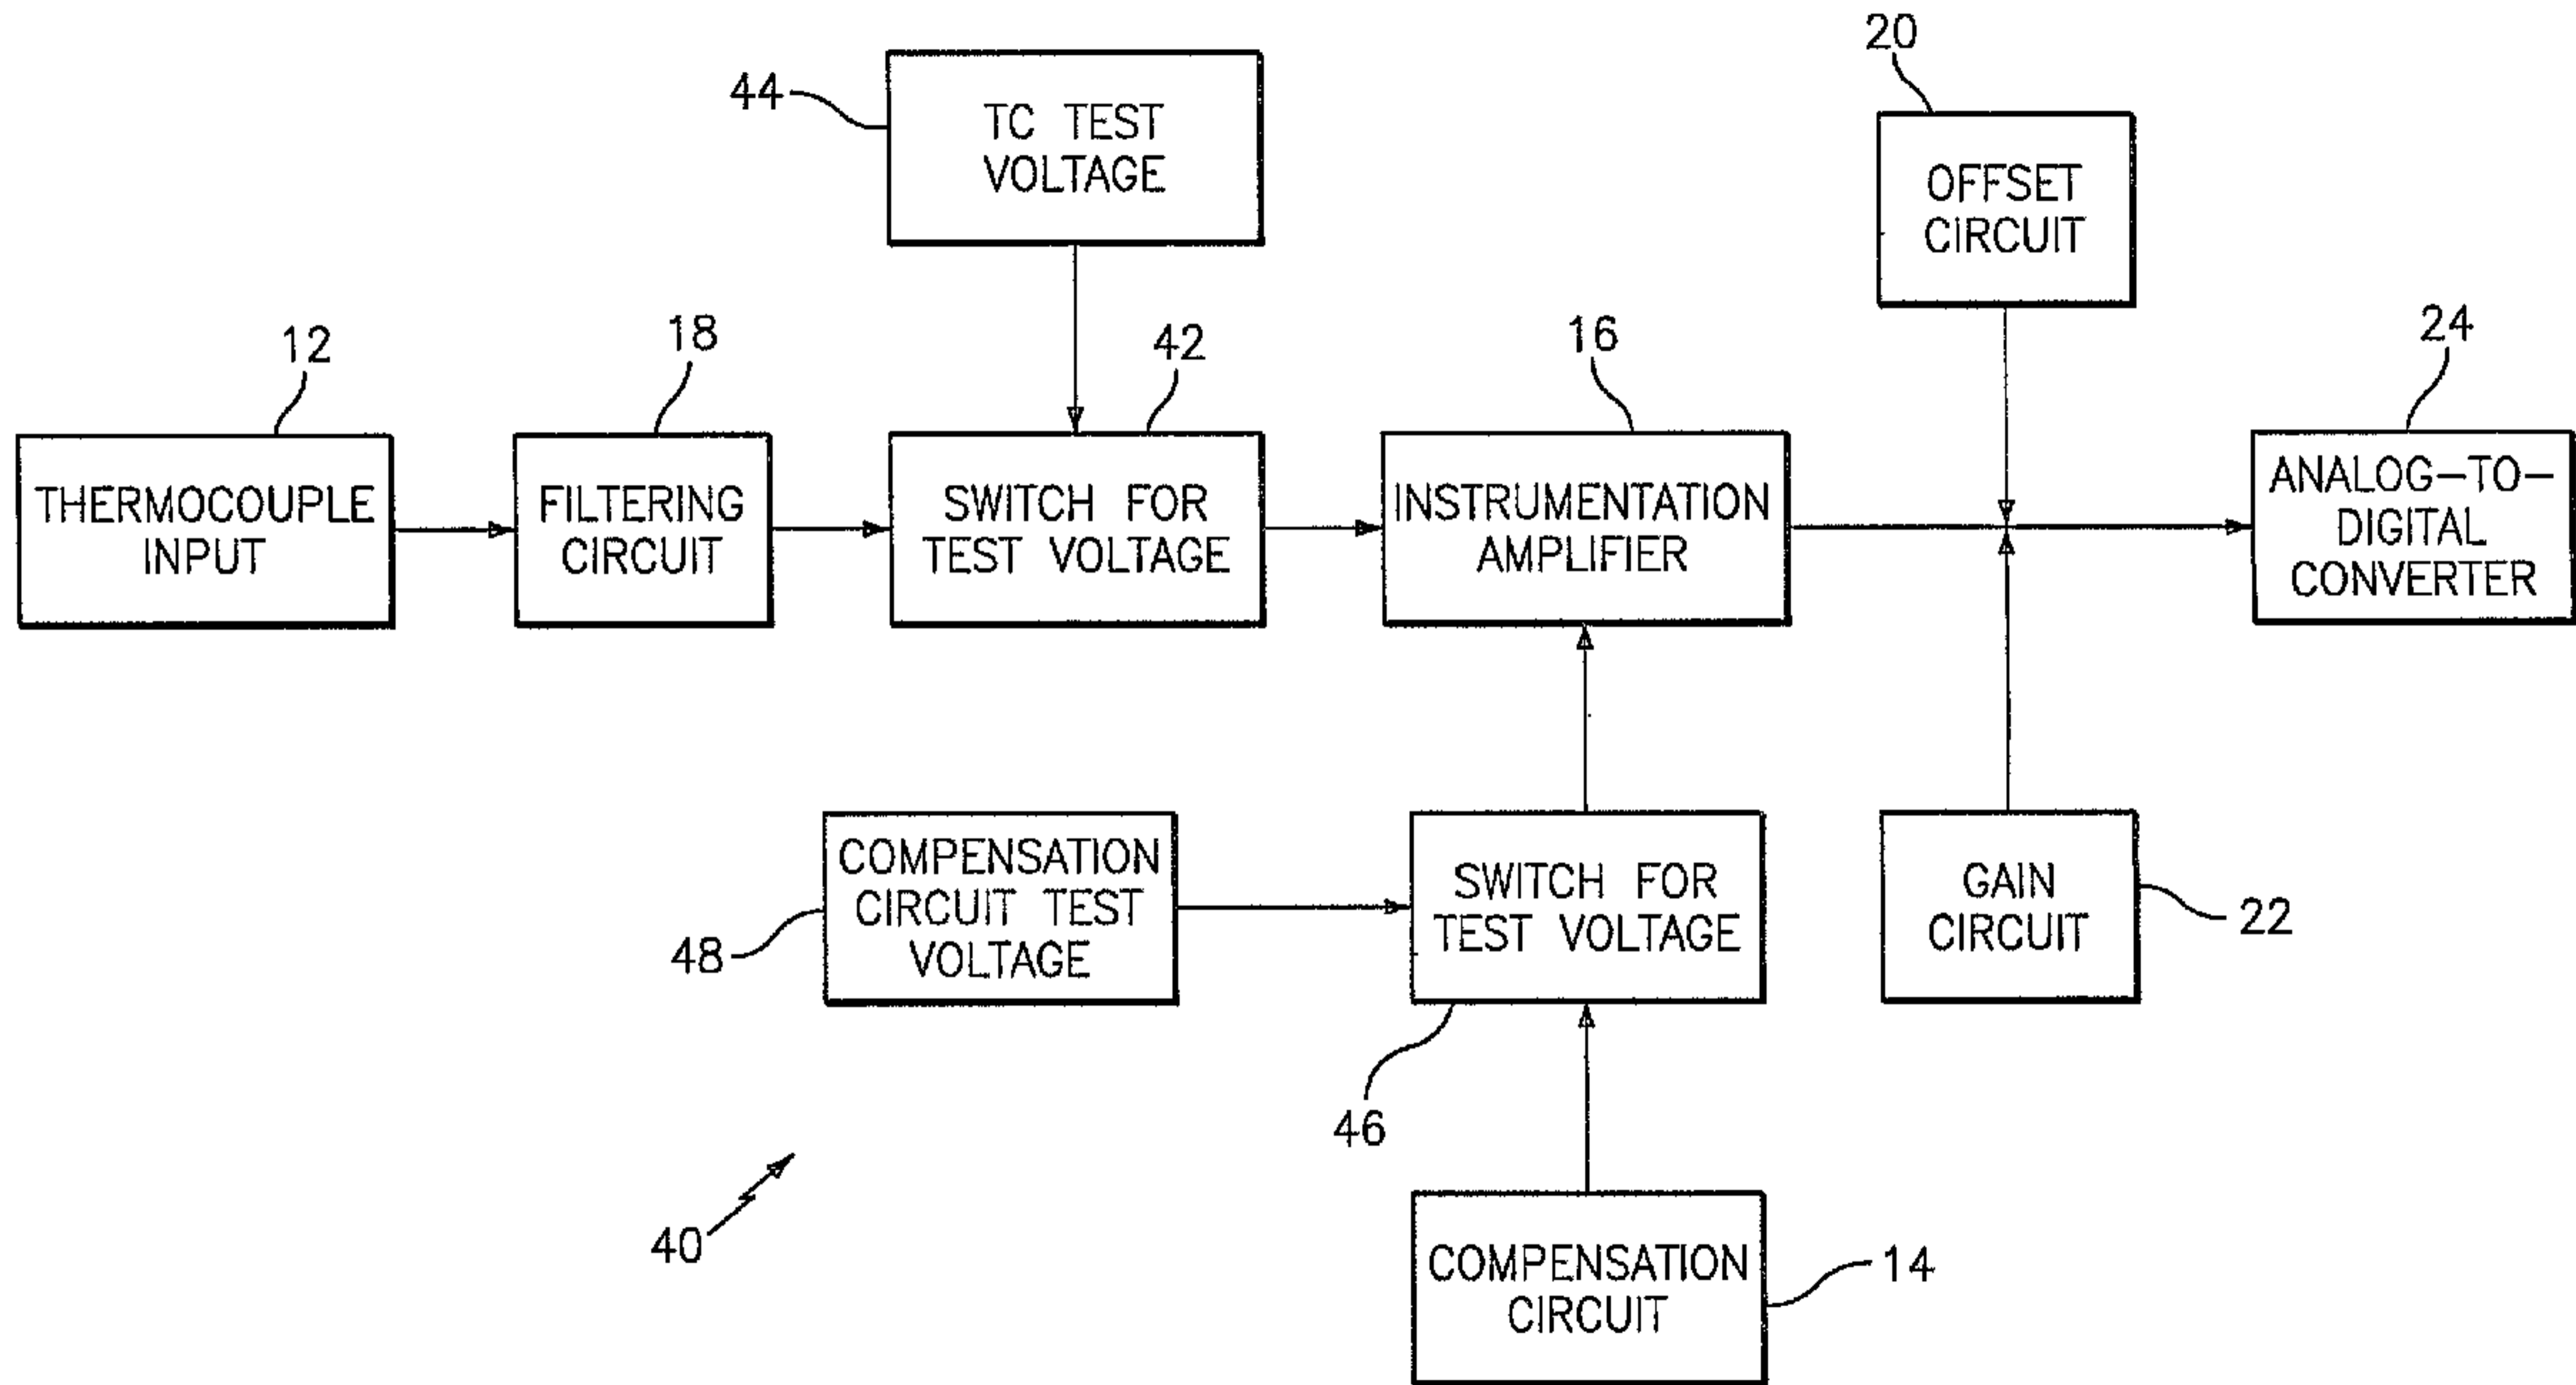 20
44
TC TEST
VOLTAGE
OFFSET
CIRCUIT
12
18
42
16
24
THERMOCOUPLE
INPUT
FILTERING
CIRCUIT
SWITCH FOR
TEST VOLTAGE
INSTRUMENTATION
AMPLIFIER
ANALOG-TO-
DIGITAL
CONVERTER
COMPENSATION
CIRCUIT TEST
VOLTAGE
48
SWITCH FOR
TEST VOLTAGE
46
GAIN
CIRCUIT
22
40
COMPENSATION
CIRCUIT
14